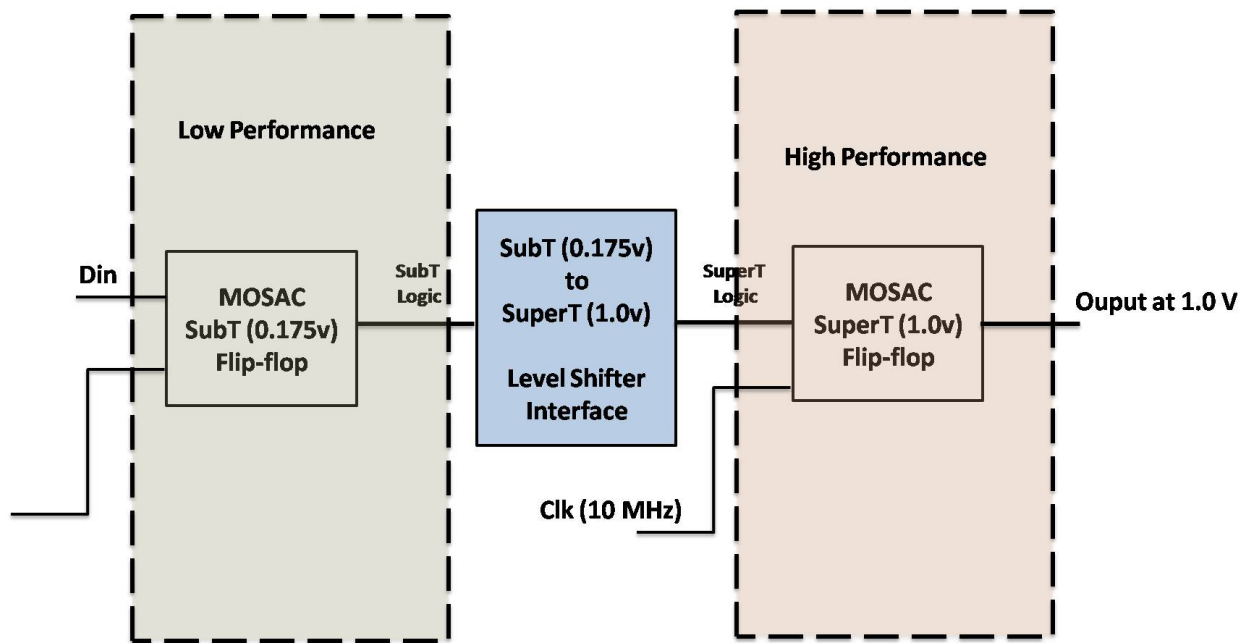 Low Performance
High Performance
Din
MOSAC
SubT (0.175v)
Flip-flop
SubT
Logic
SubT (0.175v)
to
SuperT (1.0v)
Level Shifter
Interface
SuperT
Logic
MOSAC
SuperT (1.0v)
Flip-flop
Ouput at 1.0 V
Clk (10 MHz)